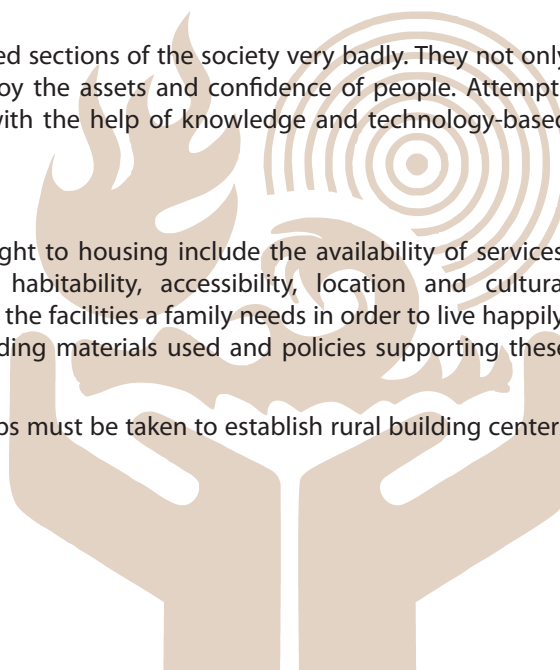 ed sections of the society very badly. They not only
oy the assets and confidence of people. Attempt
with the help of knowledge and technology-based
ght to housing include the availability of services
habitability, accessibility, location and cultura
the facilities a family needs in order to live happily
ding materials used and policies supporting these
ps must be taken to establish rural building center